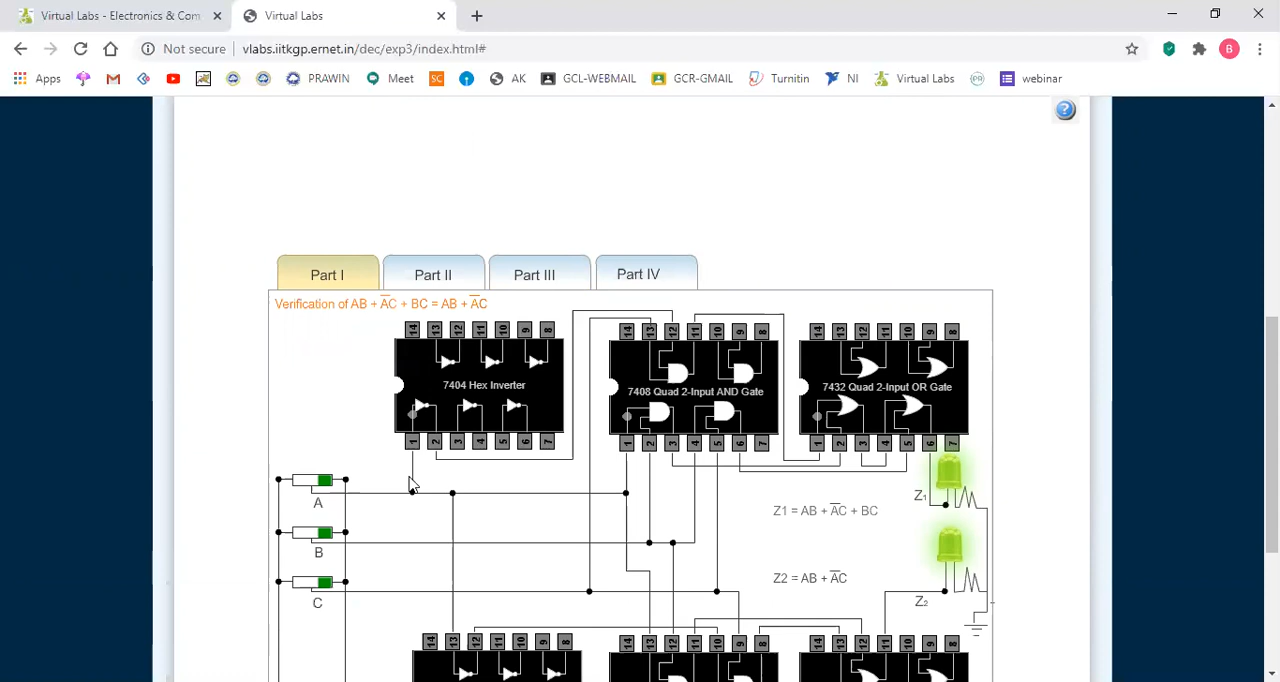 Virtual Labs - Electronics & Com
Virtual Labs
Not secure
vlabs.iitkgp.ernet.in/dec/exp3/index.html#
B
Apps
PRAWIN
Meet
SC
AK
GCL-WEBMAIL
GCR-GMAIL
Turnitin
NI
Virtual Labs
webinar
?
Part I
Part II
Part III
Part IV
Verification of AB + A̅C + BC = AB + A̅C
14 13 12 11 10 9 8
14 13 12 11 10 9 8
14 13 12 11 10 9 8
7404 Hex Inverter
7408 Quad 2-Input AND Gate
7432 Quad 2-Input OR Gate
1 2 3 4 5 6 7
1 2 3 4 5 6 7
1 2 3 4 5 6 7
A
Z1
Z1 = AB + A̅C + BC
B
Z2 = AB + A̅C
C
Z2
14 13 12 11 10 9 8
14 13 12 11 10 9 8
14 13 12 11 10 9 8